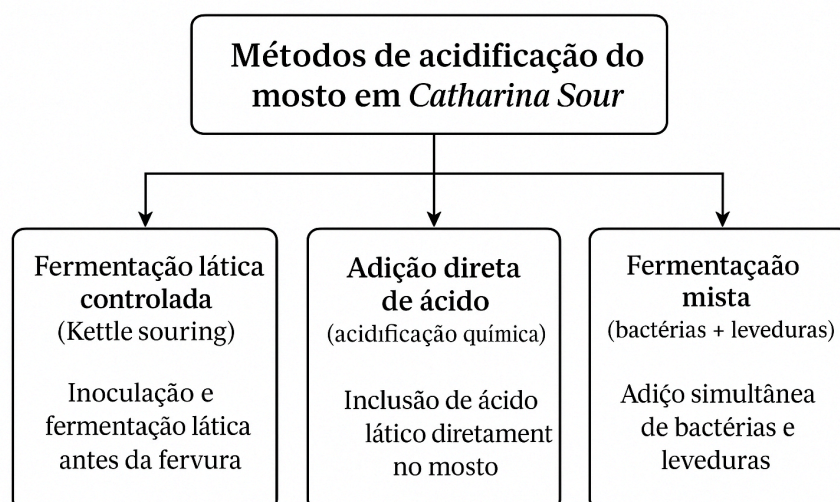 Métodos de acidificação do
mosto em Catharina Sour
Fermentação lática
controlada
(Kettle souring)
Inoculação e
fermentação lática
antes da fervura
Adição direta
de ácido
(acidıficação química)
Inclusão de ácido
lático diretament
no mosto
Fermentaçaão
mista
(bactérias + leveduras)
Adiço simultânea
de bactérias e
leveduras